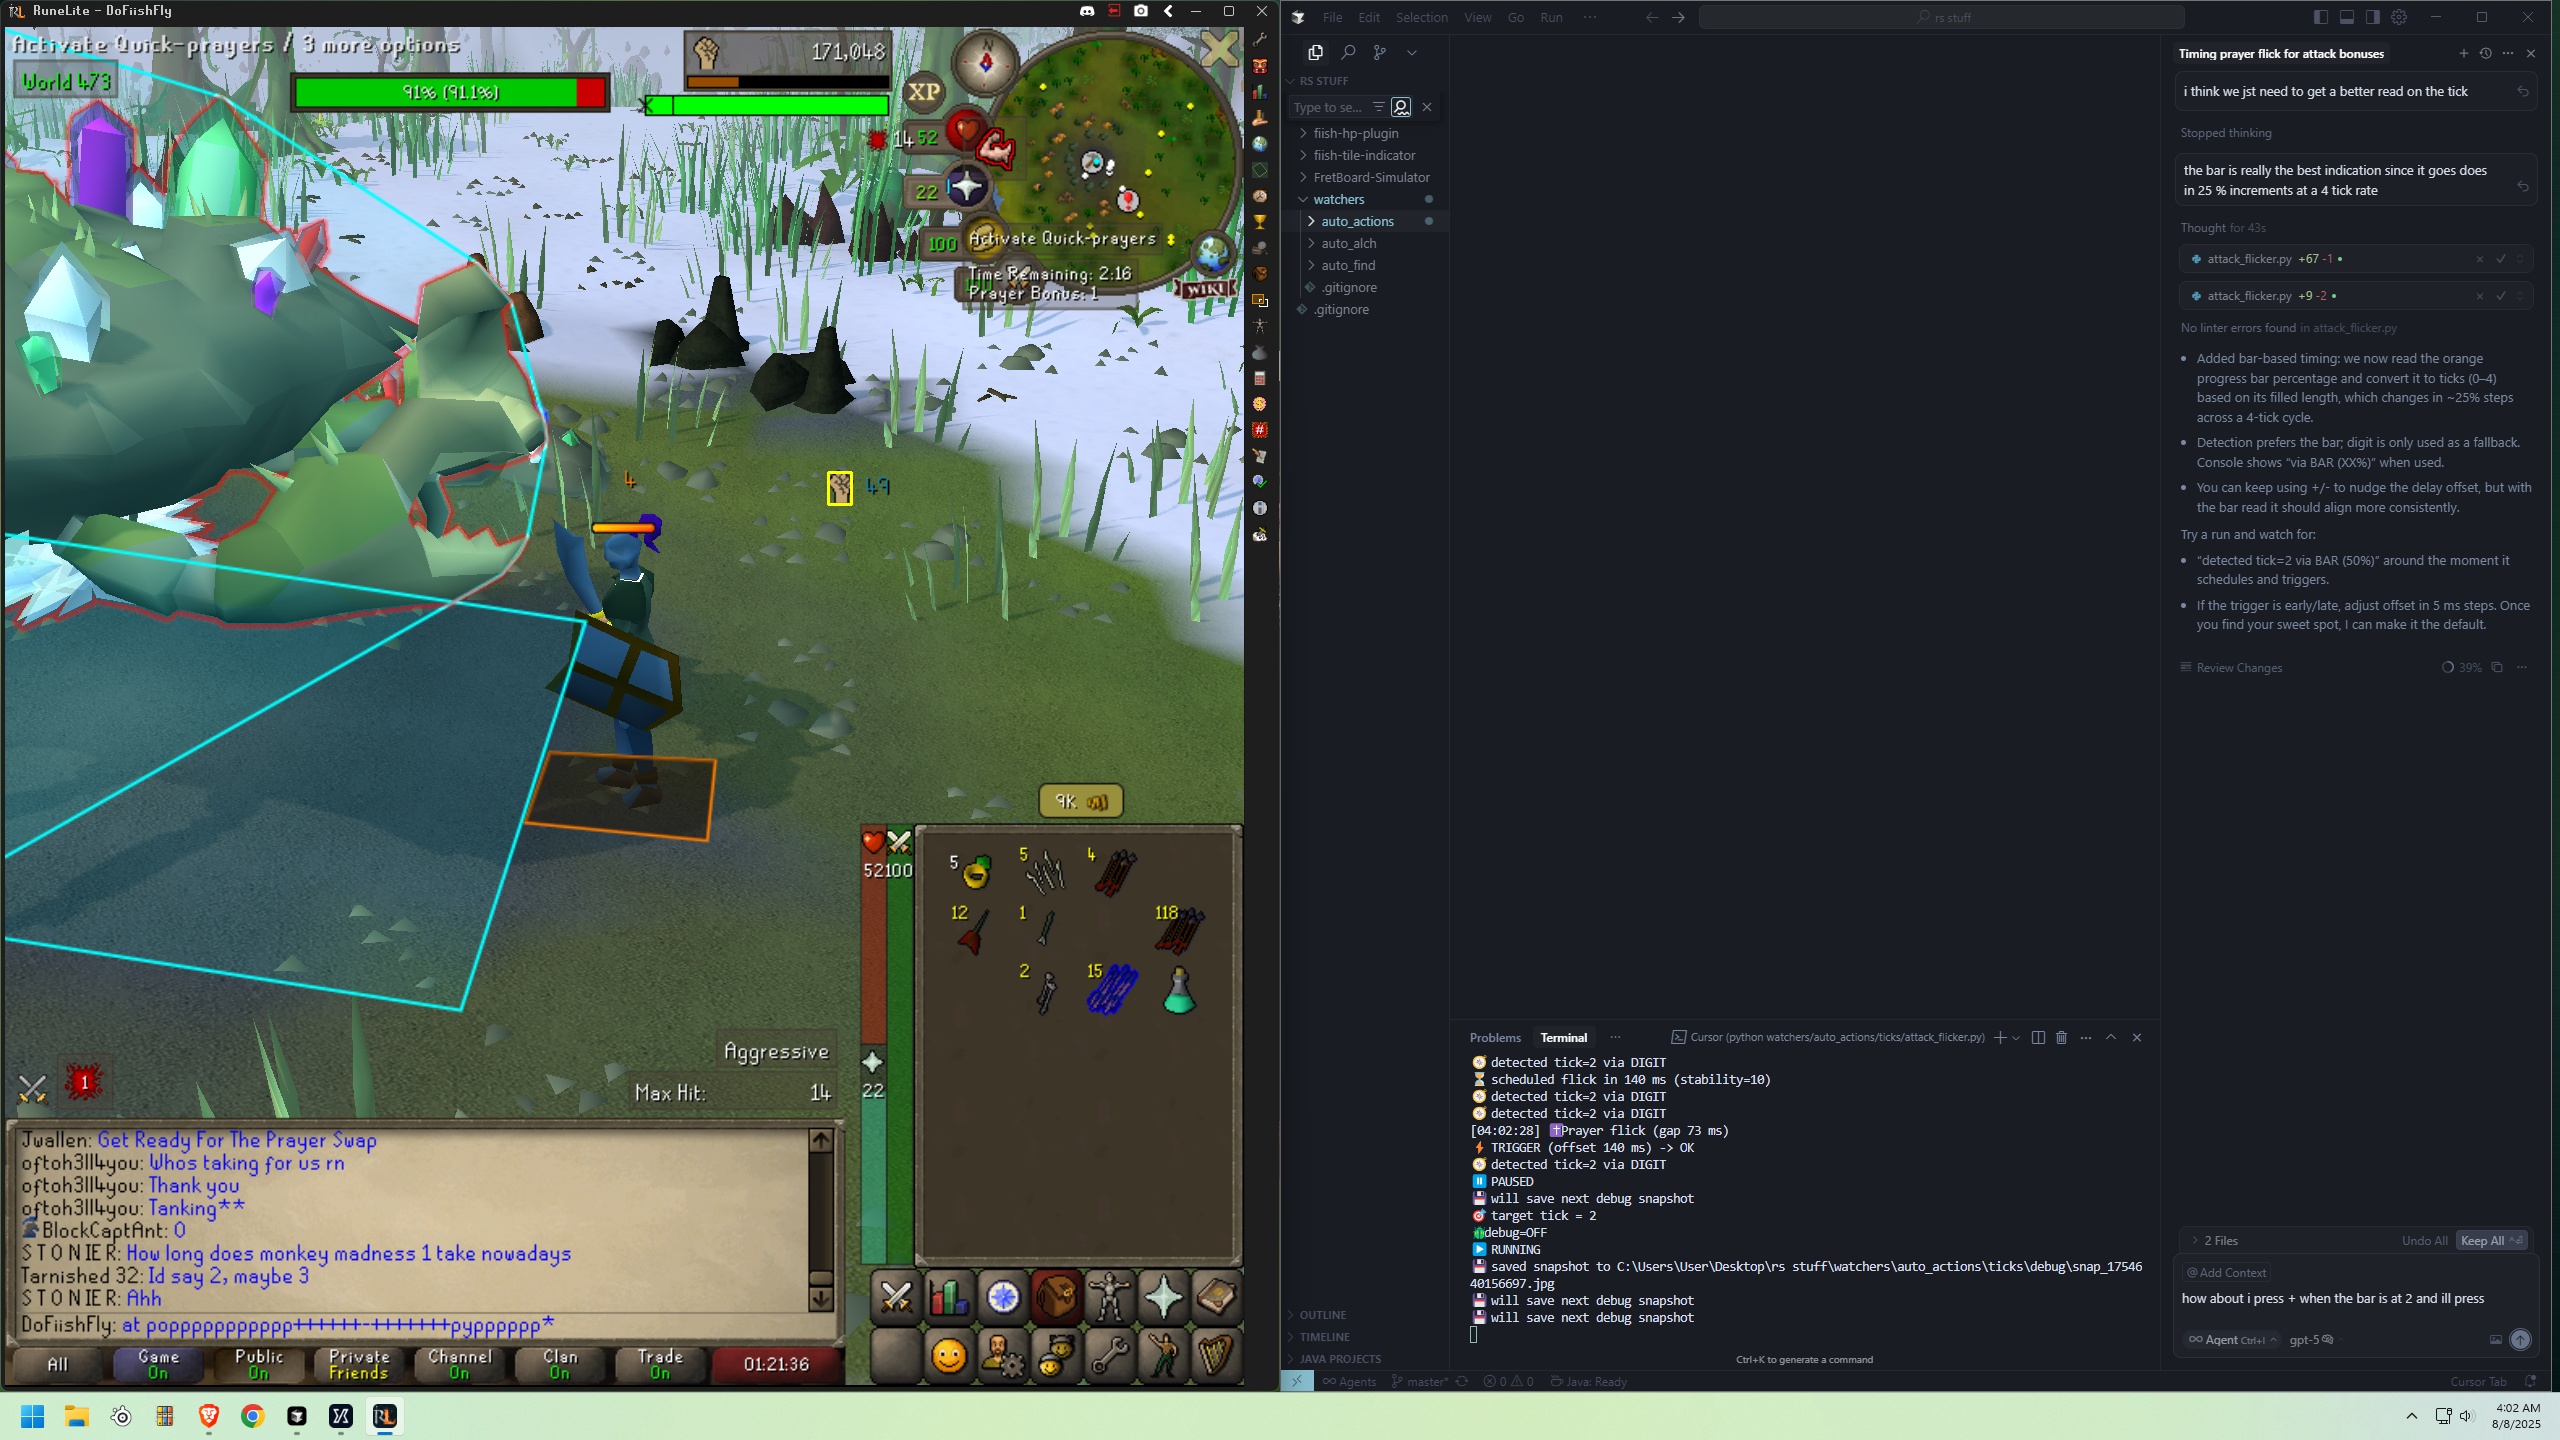 RuneLite - DoFiishFly
Activate Quick-prayers / 3 more options
World 473
91% (91.1%)
171,048
XP
14 52
22
100
Activate Quick-prayers
Time Remaining: 2:16
Prayer Bonus: 1
WIKI
4
49
9K
52100
5
5
4
12
1
118
2
15
22
1
Aggressive
Max Hit: 14
Jwallen: Get Ready For The Prayer Swap
oftoh3ll4you: Whos taking for us rn
oftoh3ll4you: Thank you
oftoh3ll4you: Tanking**
BlockCaptAnt: 0
S T O N I E R: How long does monkey madness 1 take nowadays
Tarnished 32: Id say 2, maybe 3
S T O N I E R: Ahh
All
Game On
Public On
Private Friends
Channel On
Clan On
Trade On
01:21:36
File Edit Selection View Go Run ···
rs stuff
RS STUFF
Type to se...
fiish-hp-plugin
fiish-tile-indicator
FretBoard-Simulator
watchers
auto_actions
auto_alch
auto_find
.gitignore
.gitignore
OUTLINE
TIMELINE
JAVA PROJECTS
Problems Terminal ···
Cursor (python watchers/auto_actions/ticks/attack_flicker.py)
detected tick=2 via DIGIT
scheduled flick in 140 ms (stability=10)
detected tick=2 via DIGIT
detected tick=2 via DIGIT
[04:02:28] Prayer flick (gap 73 ms)
TRIGGER (offset 140 ms) -> OK
detected tick=2 via DIGIT
PAUSED
will save next debug snapshot
target tick = 2
debug=OFF
RUNNING
saved snapshot to C:\Users\User\Desktop\rs stuff\watchers\auto_actions\ticks\debug\snap_17546
40156697.jpg
will save next debug snapshot
will save next debug snapshot
Ctrl+K to generate a command
Timing prayer flick for attack bonuses
i think we jst need to get a better read on the tick
Stopped thinking
the bar is really the best indication since it goes does
in 25 % increments at a 4 tick rate
Thought for 43s
attack_flicker.py +67 -1
attack_flicker.py +9 -2
No linter errors found in attack_flicker.py
• Added bar-based timing: we now read the orange
progress bar percentage and convert it to ticks (0–4)
based on its filled length, which changes in ~25% steps
across a 4-tick cycle.
• Detection prefers the bar; digit is only used as a fallback.
Console shows “via BAR (XX%)” when used.
• You can keep using +/- to nudge the delay offset, but with
the bar read it should align more consistently.
Try a run and watch for:
• “detected tick=2 via BAR (50%)” around the moment it
schedules and triggers.
• If the trigger is early/late, adjust offset in 5 ms steps. Once
you find your sweet spot, I can make it the default.
Review Changes
39%
2 Files
Undo All
Keep All
@ Add Context
how about i press + when the bar is at 2 and ill press
Agent Ctrl+I
gpt-5
Agents master* 0 0 Java: Ready
Cursor Tab
4:02 AM
8/8/2025